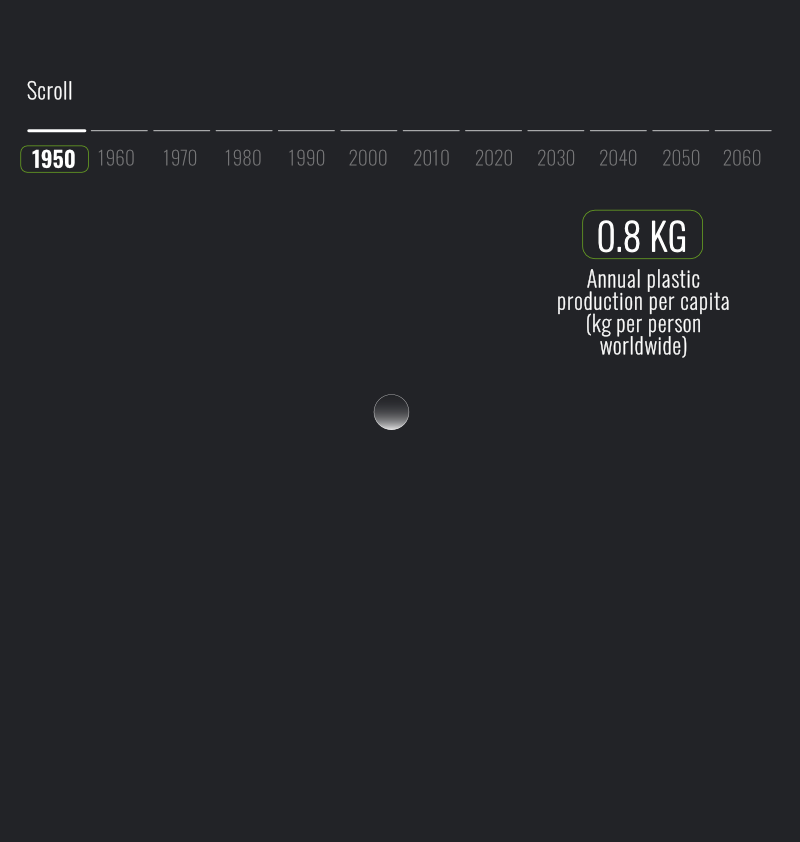 Scroll
1950 1960 1970 1980 1990 2000 2010 2020 2030 2040 2050 2060
0.8 KG
Annual plastic
production per capita
(kg per person
worldwide)